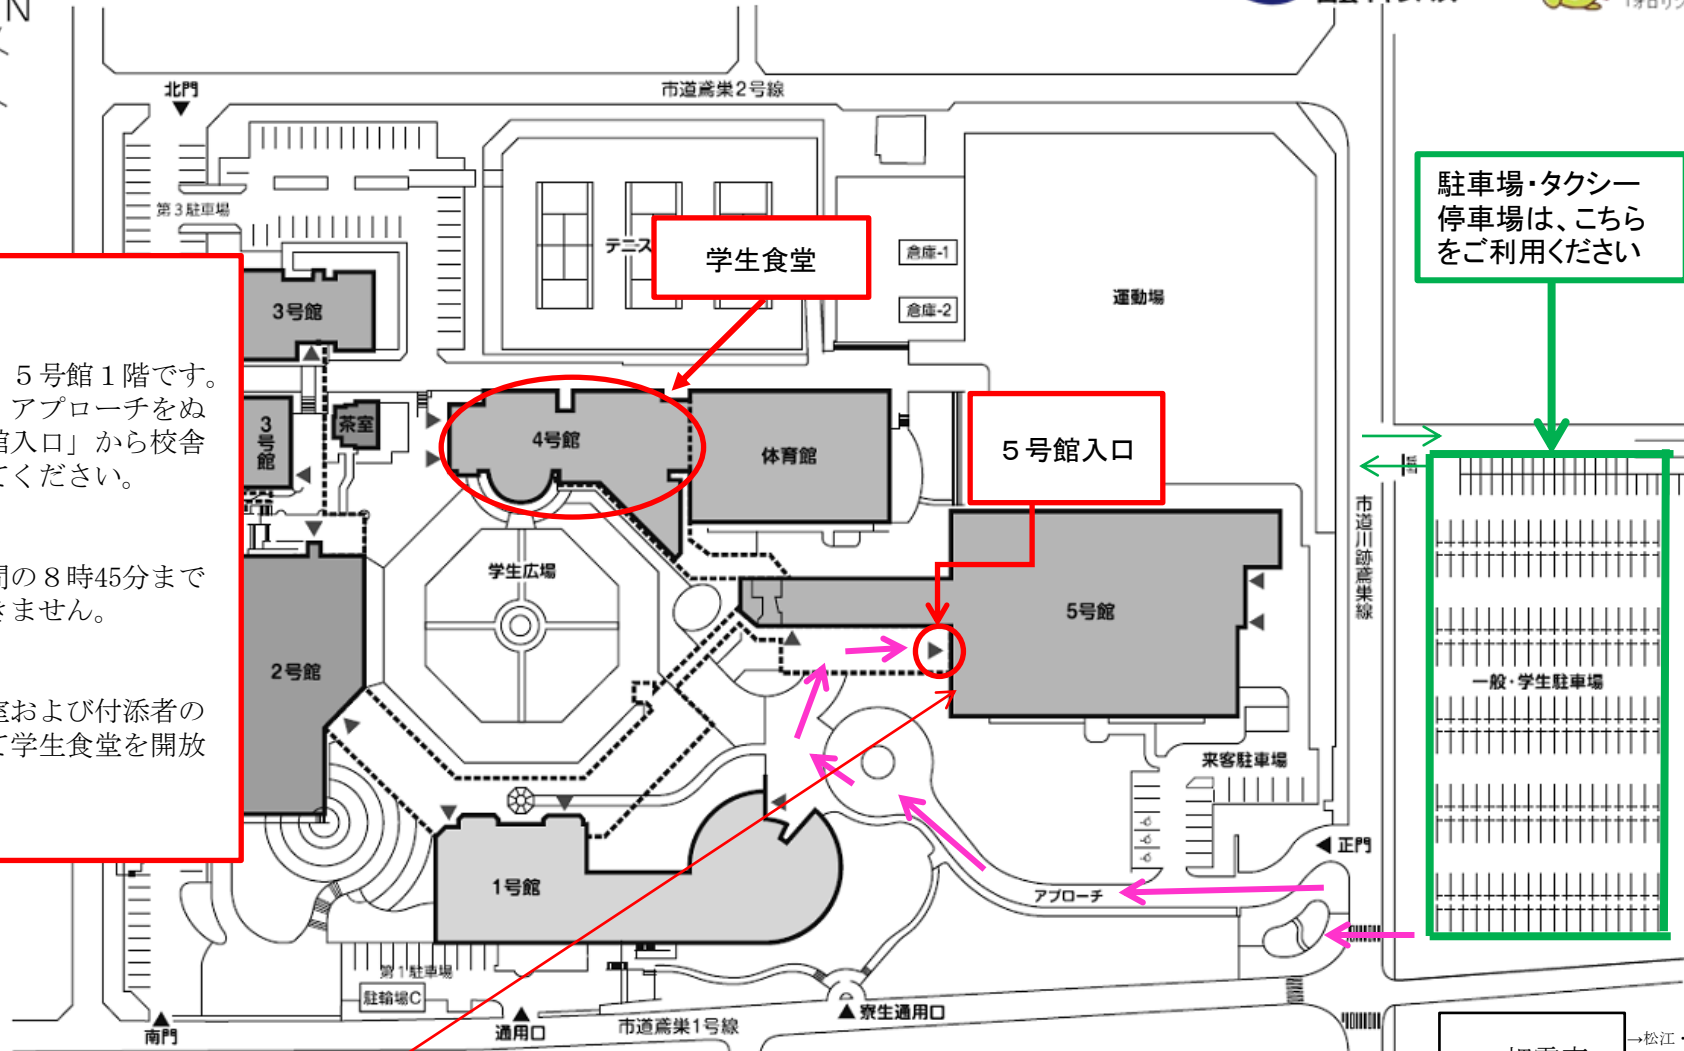 N
北門
市道鳶巣2号線
第3駐車場
テニス
学生食堂
倉庫-1
倉庫-2
運動場
駐車場・タクシー
停車場は、こちら
をご利用ください
3号館
５号館１階です。
アプローチをぬ
館入口」から校舎
てください。
間の８時45分まで
きません。
室および付添者の
て学生食堂を開放
3号館
茶室
4号館
体育館
５号館入口
市道川跡鳶巣線
学生広場
5号館
2号館
一般・学生駐車場
来客駐車場
正門
1号館
アプローチ
第1駐車場
駐輪場C
南門
通用口
市道鳶巣1号線
寮生通用口
→松江・